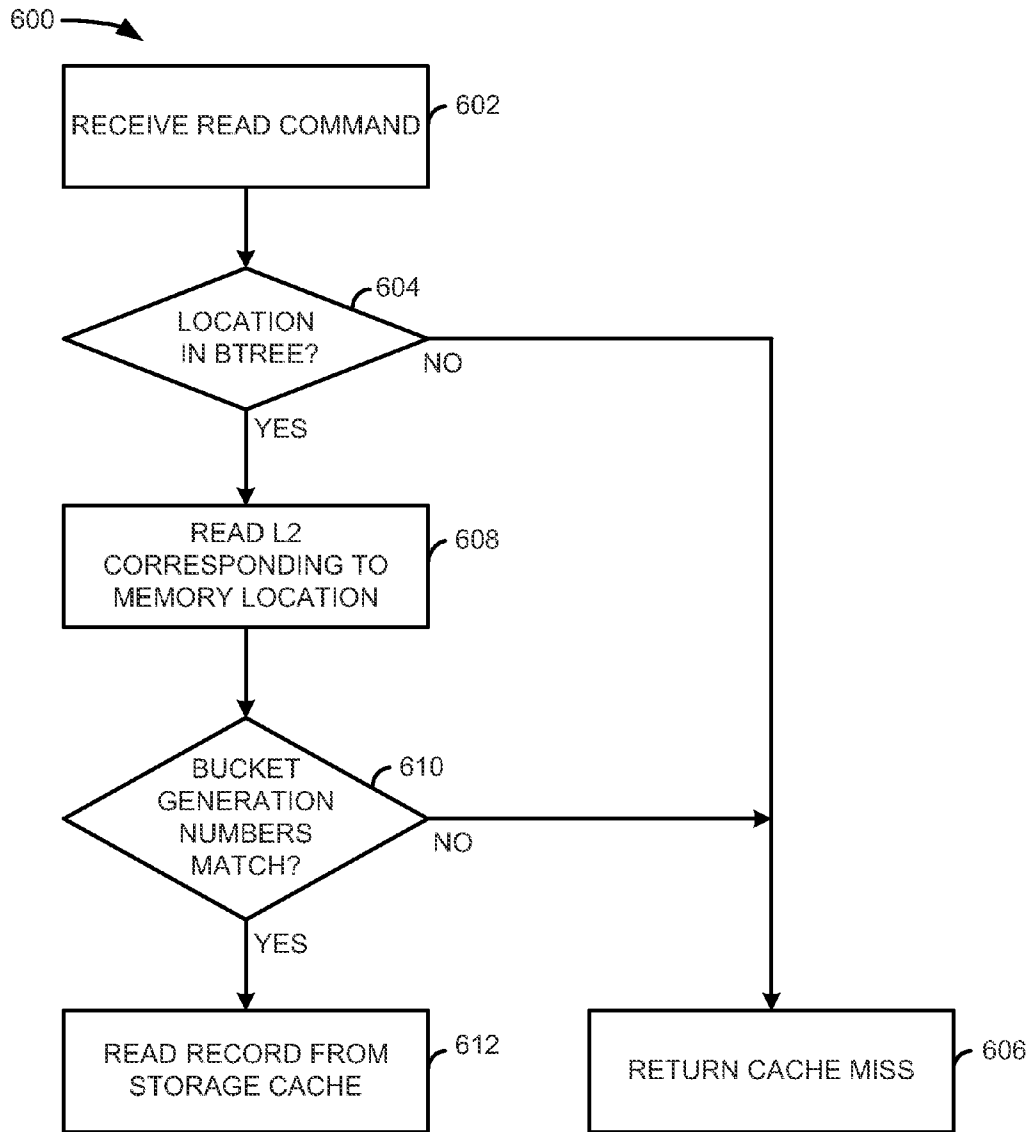 600
RECEIVE READ COMMAND
602
604
LOCATION
IN BTREE?
NO
YES
READ L2
CORRESPONDING TO
MEMORY LOCATION
608
BUCKET
GENERATION
NUMBERS
MATCH?
610
NO
YES
READ RECORD FROM
STORAGE CACHE
612
RETURN CACHE MISS
606